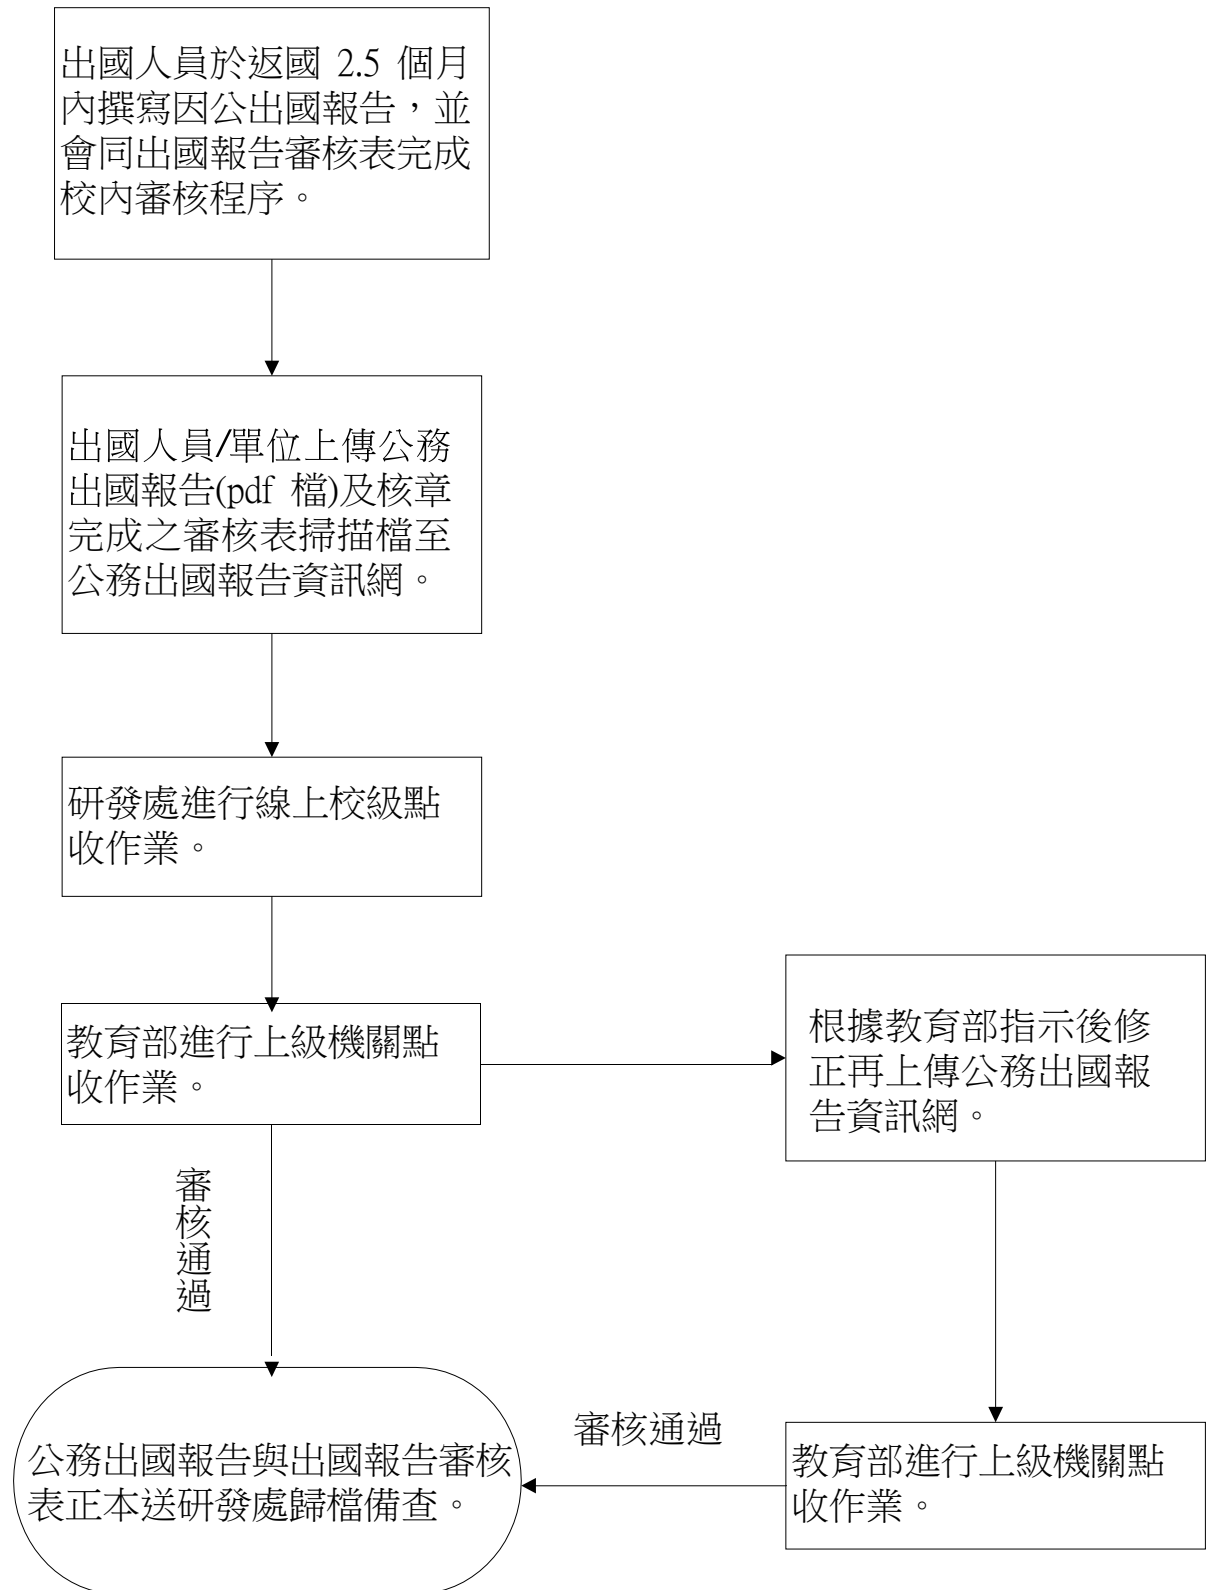 出國人員於返國 2.5 個月
內撰寫因公出國報告，並
會同出國報告審核表完成
校內審核程序。
出國人員/單位上傳公務
出國報告(pdf 檔)及核章
完成之審核表掃描檔至
公務出國報告資訊網。
研發處進行線上校級點
收作業。
教育部進行上級機關點
收作業。
根據教育部指示後修
正再上傳公務出國報
告資訊網。
審核通過
審核通過
教育部進行上級機關點
收作業。
公務出國報告與出國報告審核
表正本送研發處歸檔備查。